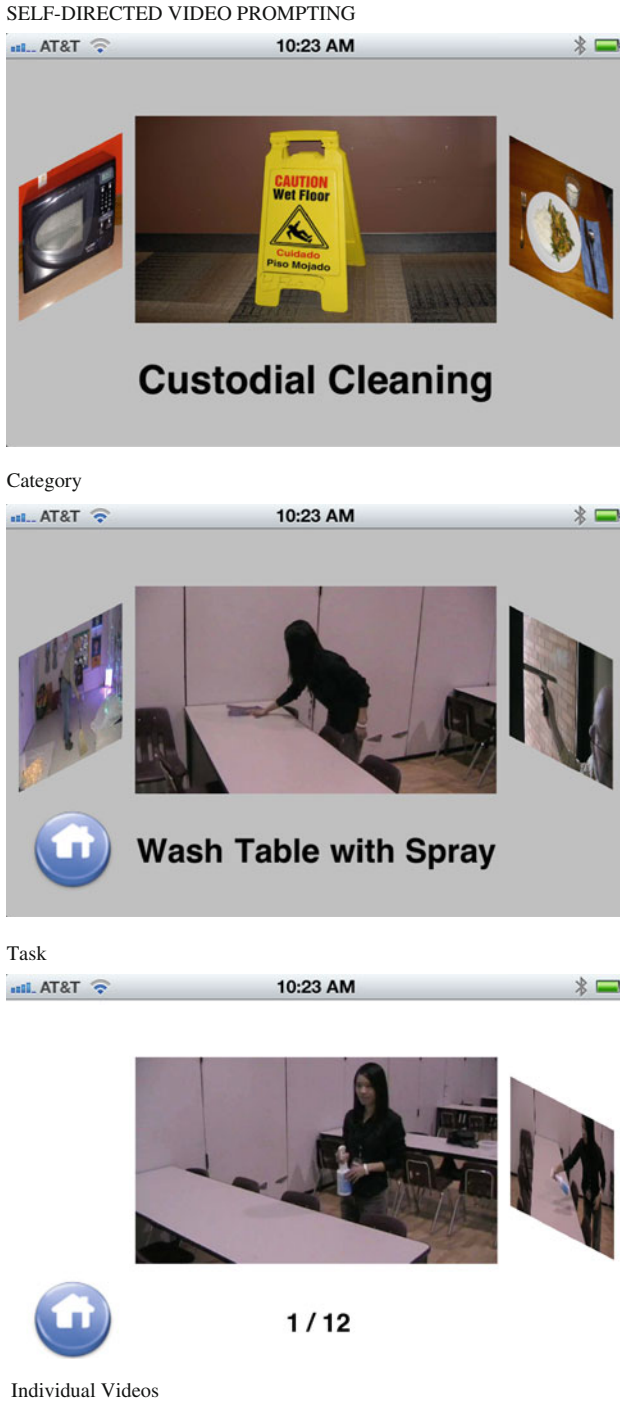 SELF-DIRECTED VIDEO PROMPTING
AT&T 10:23 AM
CAUTION
Wet Floor
Cuidado
Piso Mojado
Custodial Cleaning
Category
AT&T 10:23 AM
Wash Table with Spray
Task
AT&T 10:23 AM
1 / 12
Individual Videos